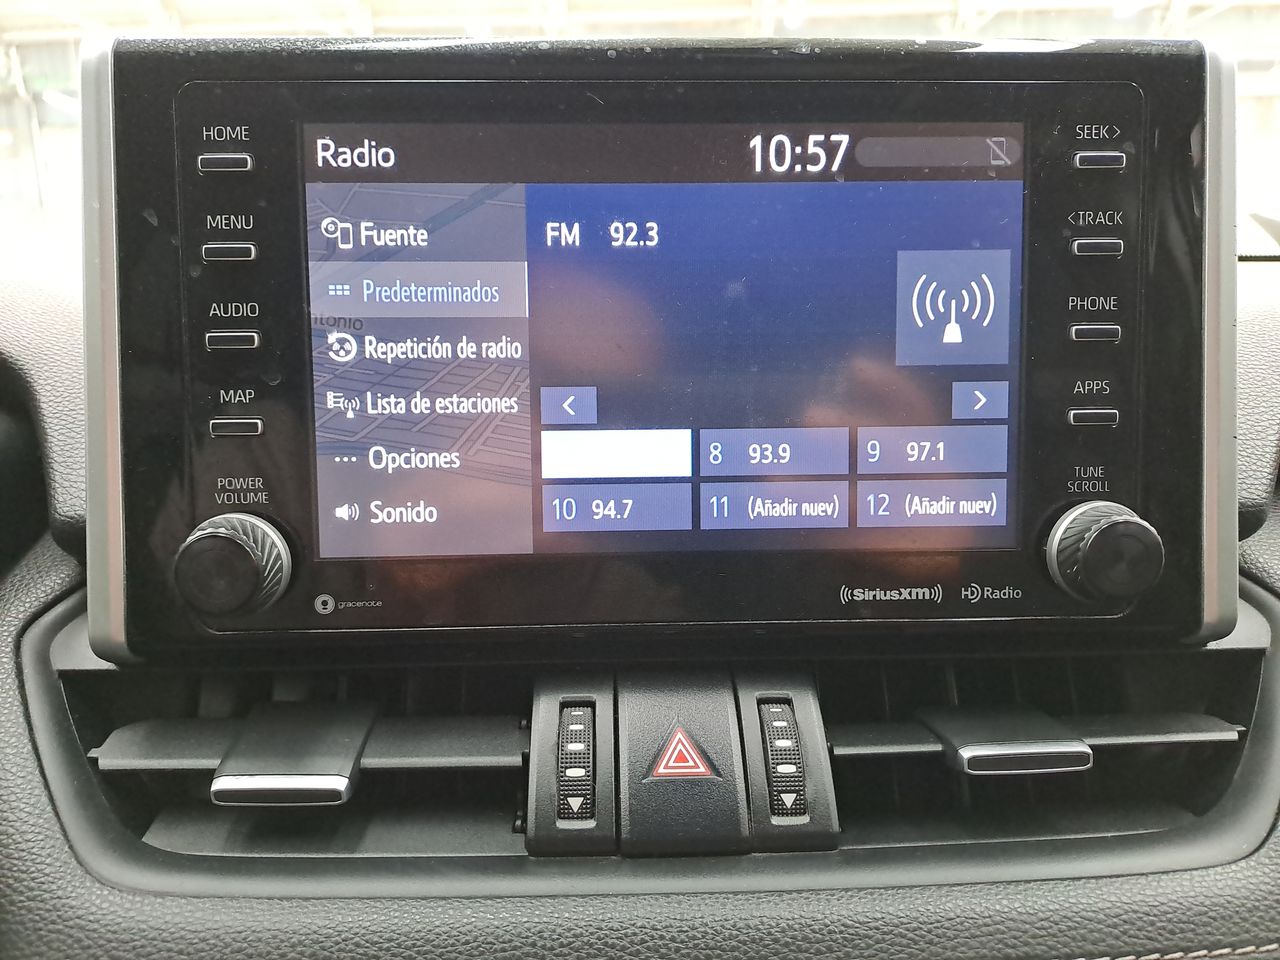 HOME
MENU
AUDIO
MAP
POWER
VOLUME
Radio
10:57
Fuente
Predeterminados
ntonio
Repetición de radio
Lista de estaciones
Opciones
Sonido
FM 92.3
<
>
8 93.9
9 97.1
10 94.7
11 (Añadir nuev)
12 (Añadir nuev)
SEEK >
< TRACK
PHONE
APPS
TUNE
SCROLL
gracenote
((SiriusXM))
HD Radio